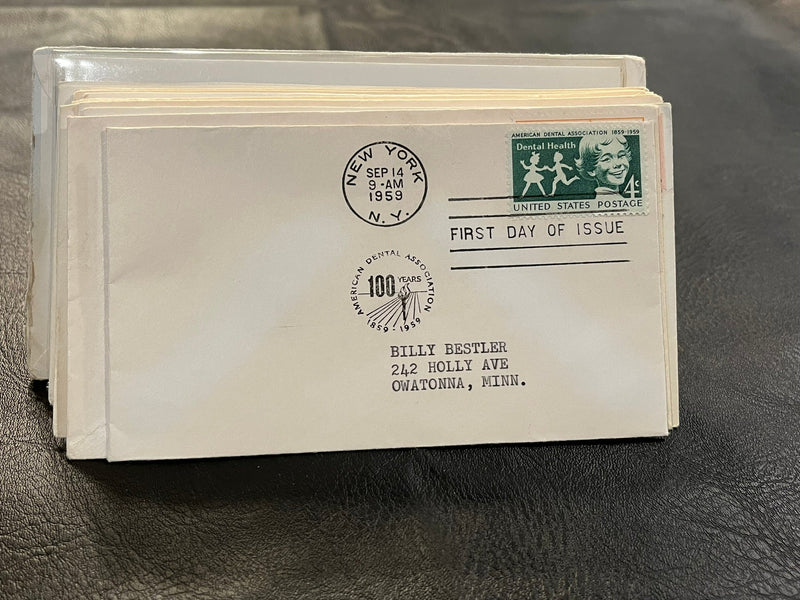 NEW YORK
SEP 14
9-AM
1959
N.Y.
AMERICAN DENTAL ASSOCIATION 1859-1959
Dental Health
4c
UNITED STATES POSTAGE
FIRST DAY OF ISSUE
AMERICAN DENTAL ASSOCIATION
100 YEARS
1859-1959
BILLY BESTLER
242 HOLLY AVE
OWATONNA, MINN.